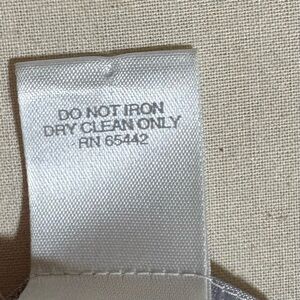 DO NOT IRON
DRY CLEAN ONLY
RN 65442